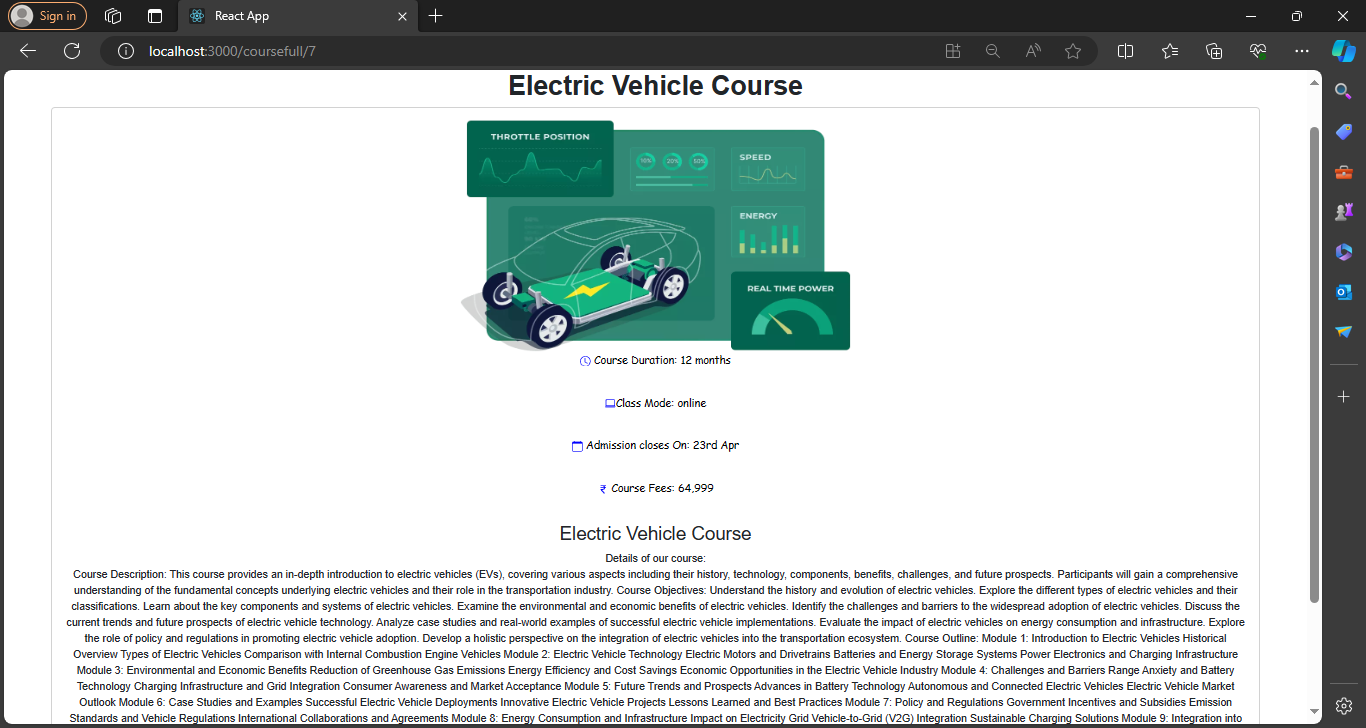 Sign in
React App
localhost:3000/coursefull/7
Electric Vehicle Course
THROTTLE POSITION
SPEED
ENERGY
REAL TIME POWER
Course Duration: 12 months
Class Mode: online
Admission closes On: 23rd Apr
₹ Course Fees: 64,999
Electric Vehicle Course
Details of our course:
Course Description: This course provides an in-depth introduction to electric vehicles (EVs), covering various aspects including their history, technology, components, benefits, challenges, and future prospects. Participants will gain a comprehensive
understanding of the fundamental concepts underlying electric vehicles and their role in the transportation industry. Course Objectives: Understand the history and evolution of electric vehicles. Explore the different types of electric vehicles and their
classifications. Learn about the key components and systems of electric vehicles. Examine the environmental and economic benefits of electric vehicles. Identify the challenges and barriers to the widespread adoption of electric vehicles. Discuss the
current trends and future prospects of electric vehicle technology. Analyze case studies and real-world examples of successful electric vehicle implementations. Evaluate the impact of electric vehicles on energy consumption and infrastructure. Explore
the role of policy and regulations in promoting electric vehicle adoption. Develop a holistic perspective on the integration of electric vehicles into the transportation ecosystem. Course Outline: Module 1: Introduction to Electric Vehicles Historical
Overview Types of Electric Vehicles Comparison with Internal Combustion Engine Vehicles Module 2: Electric Vehicle Technology Electric Motors and Drivetrains Batteries and Energy Storage Systems Power Electronics and Charging Infrastructure
Module 3: Environmental and Economic Benefits Reduction of Greenhouse Gas Emissions Energy Efficiency and Cost Savings Economic Opportunities in the Electric Vehicle Industry Module 4: Challenges and Barriers Range Anxiety and Battery
Technology Charging Infrastructure and Grid Integration Consumer Awareness and Market Acceptance Module 5: Future Trends and Prospects Advances in Battery Technology Autonomous and Connected Electric Vehicles Electric Vehicle Market
Outlook Module 6: Case Studies and Examples Successful Electric Vehicle Deployments Innovative Electric Vehicle Projects Lessons Learned and Best Practices Module 7: Policy and Regulations Government Incentives and Subsidies Emission
Standards and Vehicle Regulations International Collaborations and Agreements Module 8: Energy Consumption and Infrastructure Impact on Electricity Grid Vehicle-to-Grid (V2G) Integration Sustainable Charging Solutions Module 9: Integration into